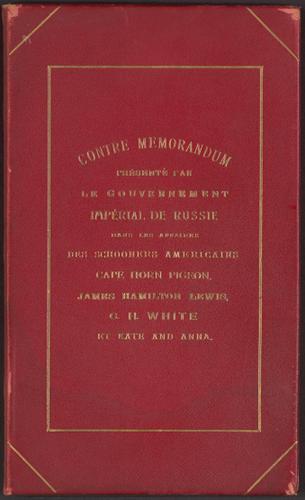 CONTRE MEMORANDUM
PRÉSENTÉ PAR
LE GOUVERNEMENT
IMPÉRIAL DE RUSSIE
DANS LES AFFAIRES
DES SCHOONERS AMERICAINS
CAPE HORN PIGEON,
JAMES HAMILTON LEWIS,
C. H. WHITE
ET KATE AND ANNA.